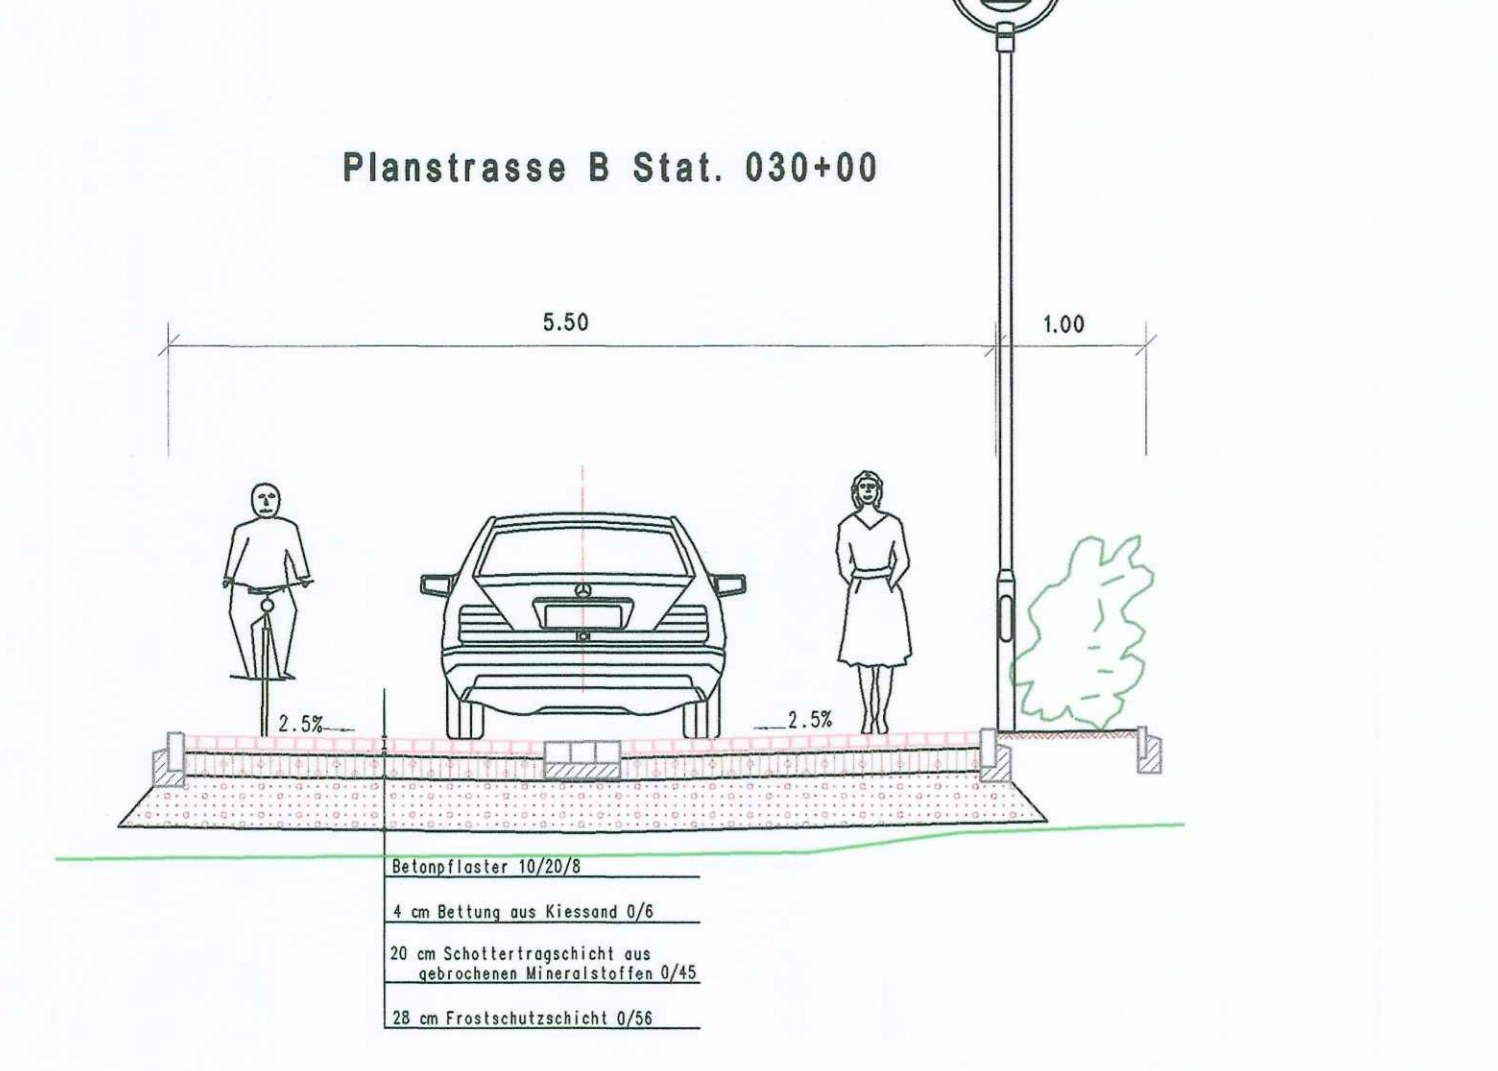 Planstrasse B Stat. 030+00
5.50
1.00
2.5%
2.5%
Betonpflaster 10/20/8
4 cm Bettung aus Kiessand 0/6
20 cm Schottertragschicht aus
gebrochenen Mineralstoffen 0/45
28 cm Frostschutzschicht 0/56